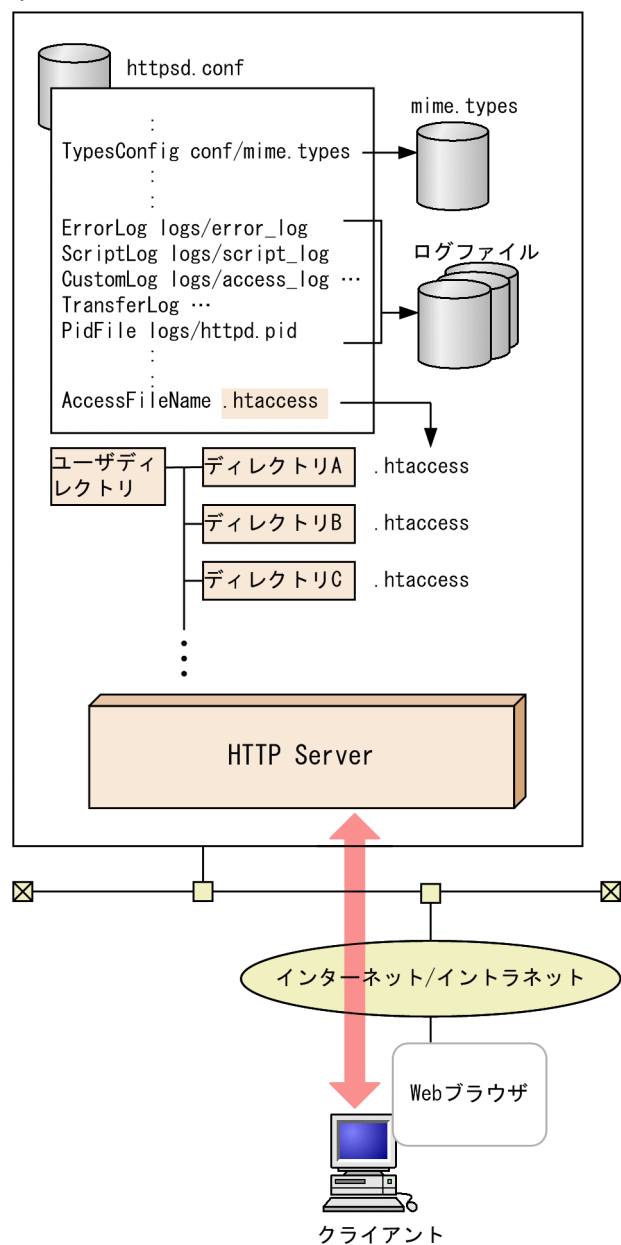 httpsd.conf
mime.types
:
TypesConfig conf/mime.types
:
:
ErrorLog logs/error_log
ScriptLog logs/script_log
CustomLog logs/access_log …
TransferLog …
PidFile logs/httpd.pid
:
:
ログファイル
AccessFileName .htaccess
ユーザディ
レクトリ
ディレクトリA .htaccess
ディレクトリB .htaccess
ディレクトリC .htaccess
HTTP Server
インターネット/イントラネット
Webブラウザ
クライアント